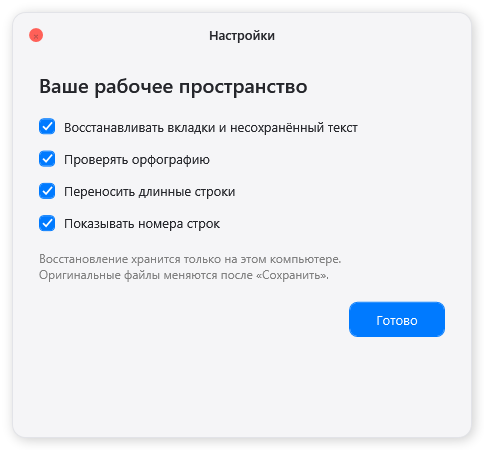 Настройки
Ваше рабочее пространство
Восстанавливать вкладки и несохранённый текст
Проверять орфографию
Переносить длинные строки
Показывать номера строк
Восстановление хранится только на этом компьютере.
Оригинальные файлы меняются после «Сохранить».
Готово